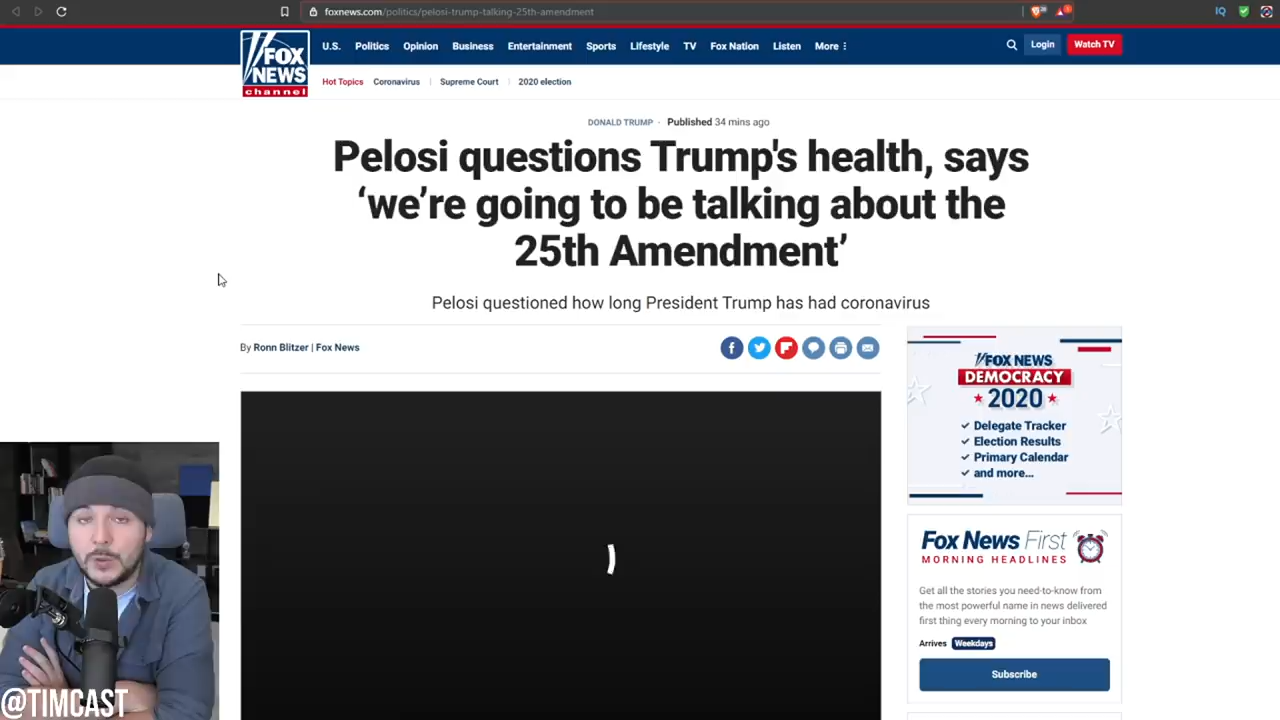 foxnews.com/politics/pelosi-trump-talking-25th-amendment
IQ
FOX
NEWS
channel
U.S. Politics Opinion Business Entertainment Sports Lifestyle TV Fox Nation Listen More
Login
Watch TV
Hot Topics Coronavirus | Supreme Court | 2020 election
DONALD TRUMP · Published 34 mins ago
Pelosi questions Trump's health, says
‘we’re going to be talking about the
25th Amendment’
Pelosi questioned how long President Trump has had coronavirus
By Ronn Blitzer | Fox News
FOX NEWS
DEMOCRACY
2020
Delegate Tracker
Election Results
Primary Calendar
and more...
Fox News First
MORNING HEADLINES
Get all the stories you need-to-know from
the most powerful name in news delivered
first thing every morning to your inbox
Arrives Weekdays
Subscribe
@TIMCAST